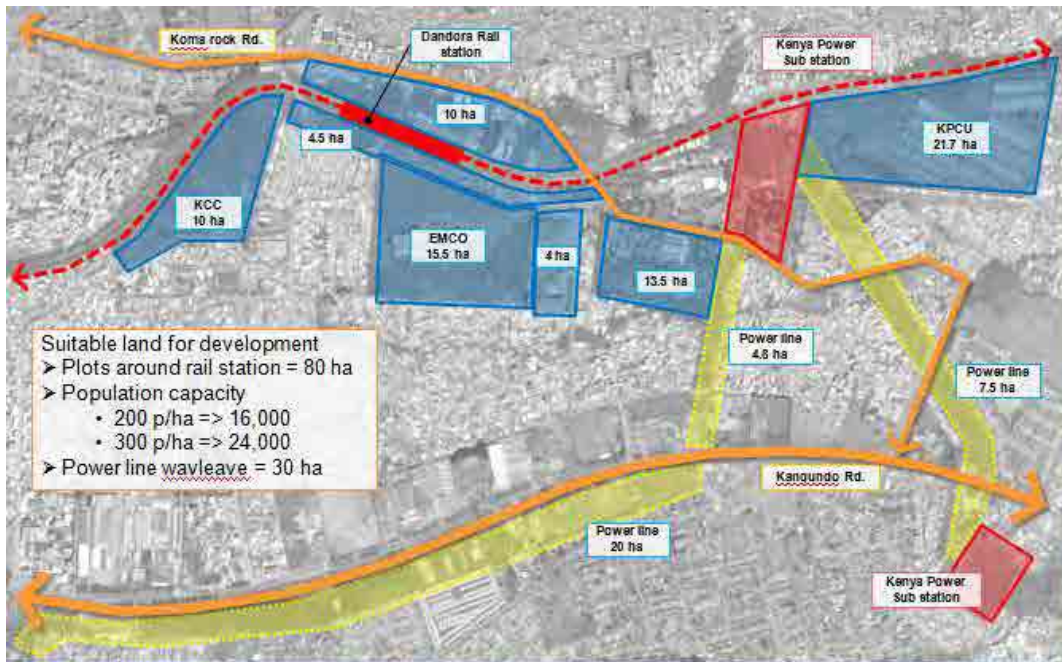 Koma rock Rd.
Dandora Rail
station
Kenya Power
Sub station
10 ha
4.5 ha
KPCU
21.7 ha
KCC
10 ha
EMCO
15.5 ha
4 ha
13.5 ha
Suitable land for development
➤ Plots around rail station = 80 ha
➤ Population capacity
• 200 p/ha => 16,000
• 300 p/ha => 24,000
➤ Power line wavleave = 30 ha
Power line
4.6 ha
Power line
7.5 ha
Kangundo Rd.
Power line
20 ha
Kenya Power
Sub station